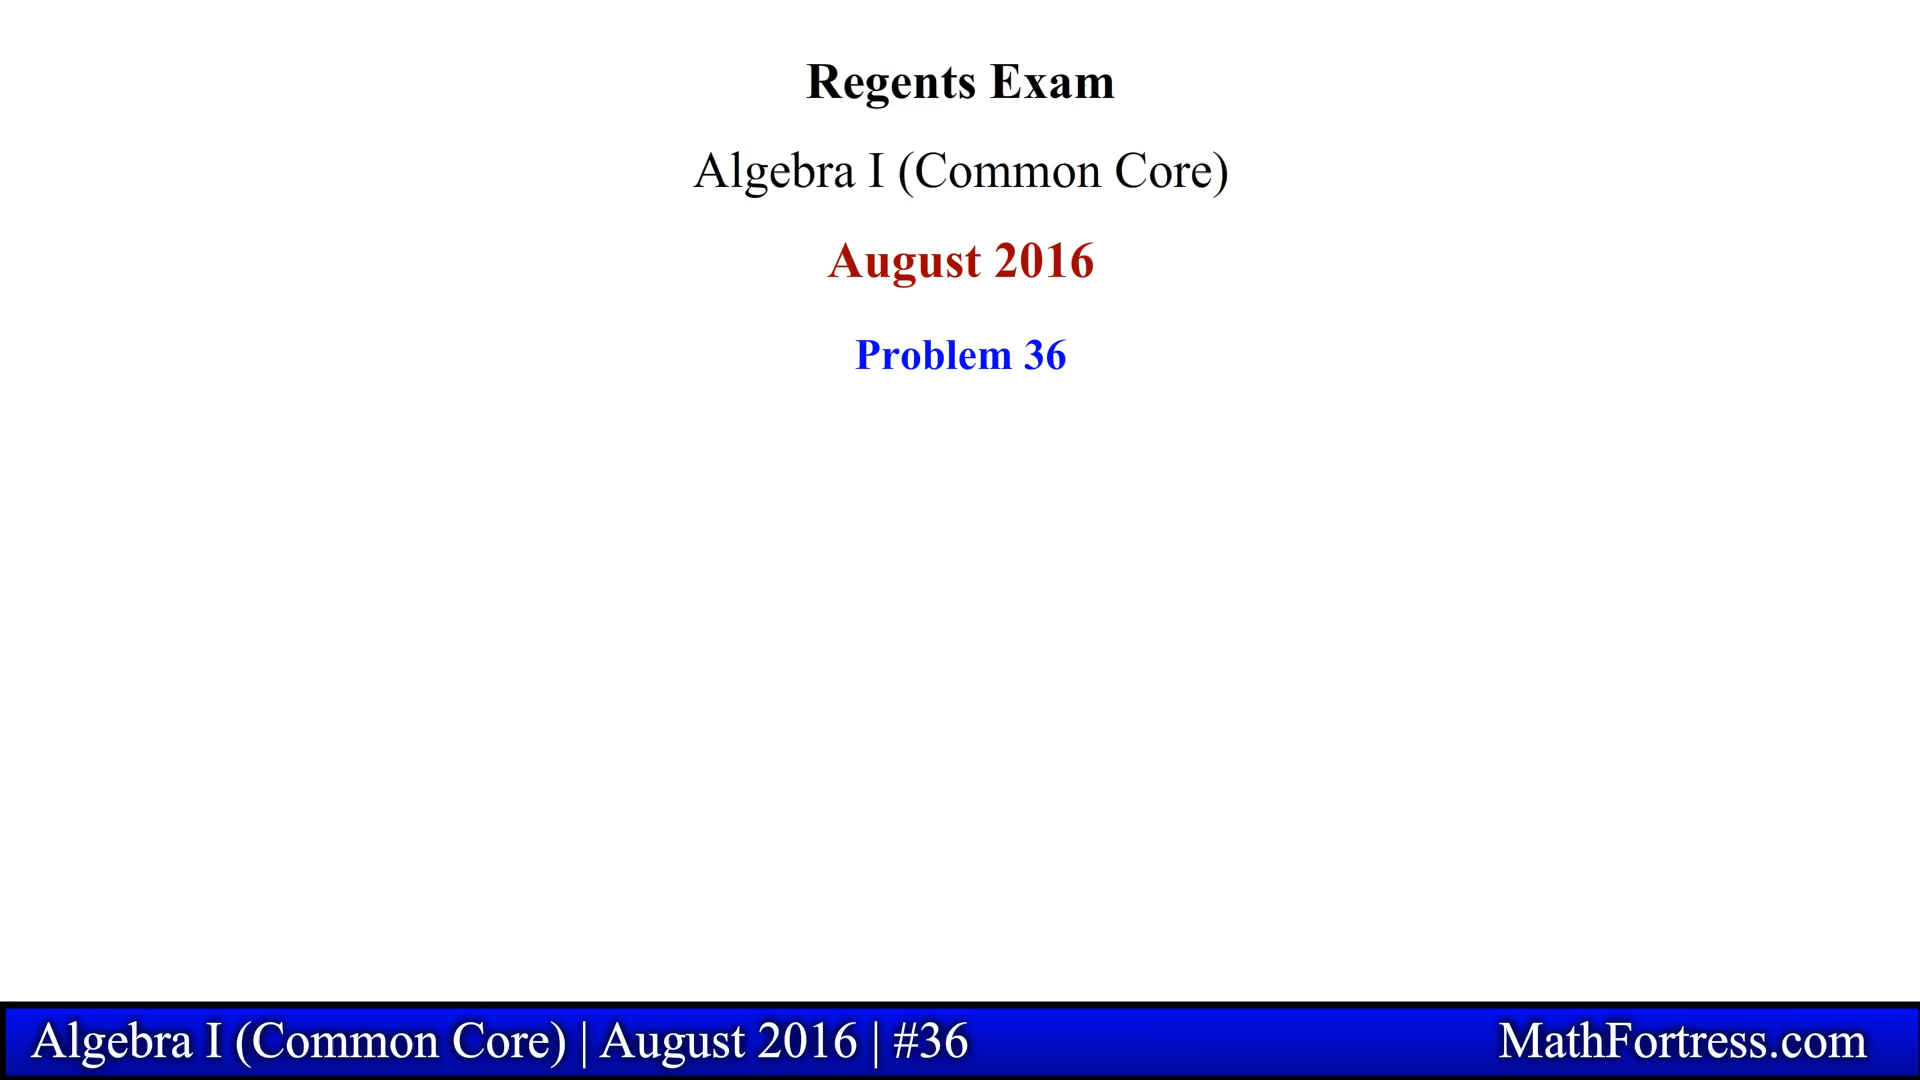 Regents Exam
Algebra I (Common Core)
August 2016
Problem 36
Algebra I (Common Core) | August 2016 | #36
MathFortress.com